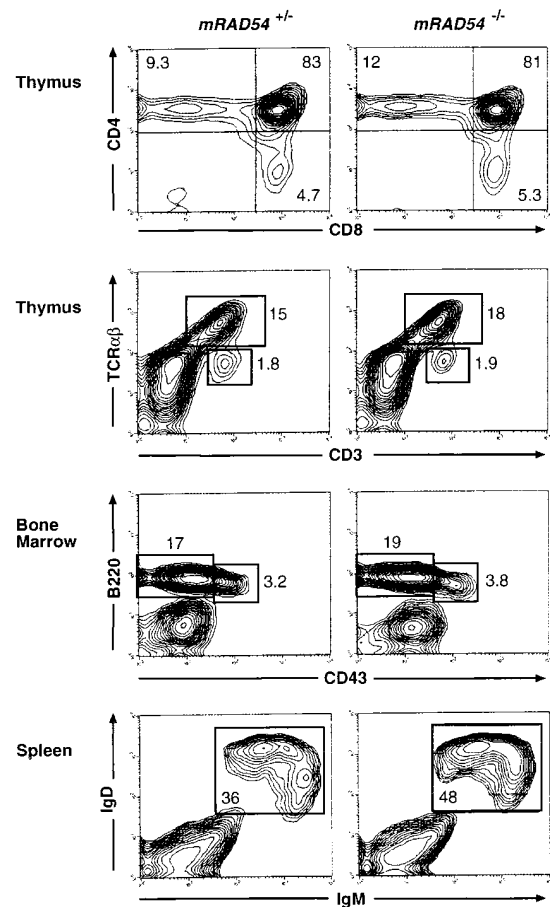 mRAD54 +/-
mRAD54 -/-
Thymus
CD4
9.3
83
4.7
12
81
5.3
CD8
Thymus
TCRαβ
15
1.8
18
1.9
CD3
Bone
Marrow
B220
17
3.2
19
3.8
CD43
Spleen
IgD
36
48
IgM